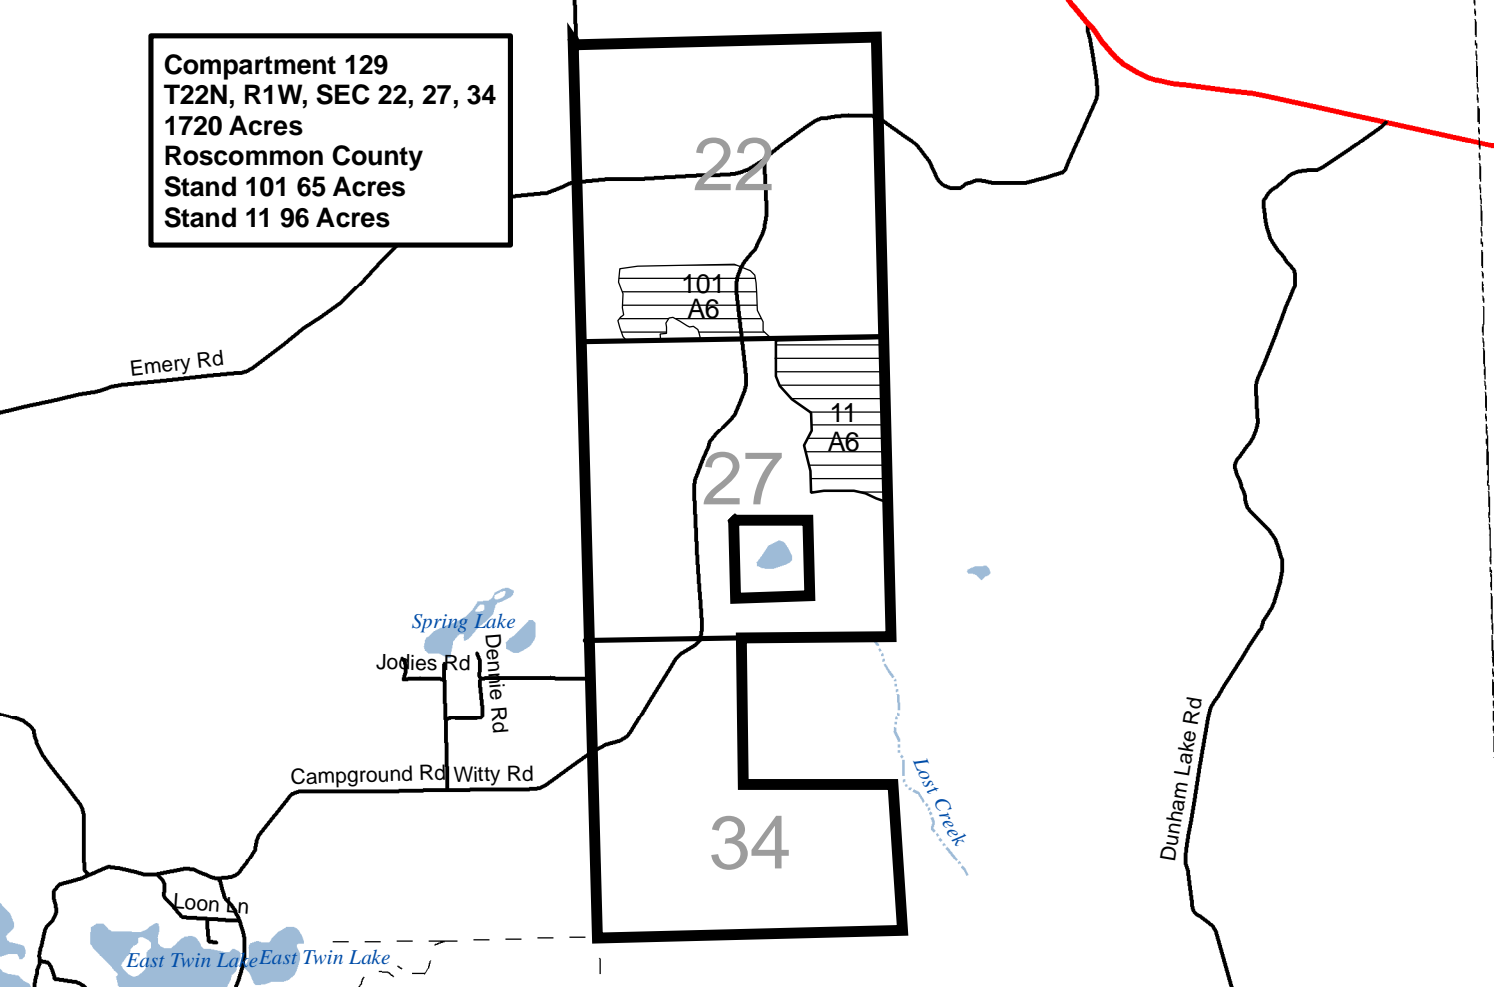 Compartment 129
T22N, R1W, SEC 22, 27, 34
1720 Acres
Roscommon County
Stand 101 65 Acres
Stand 11 96 Acres
22
101
A6
Emery Rd
11
A6
27
Spring Lake
Jodies Rd
Dennie Rd
Campground Rd
Witty Rd
Lost Creek
Dunham Lake Rd
34
Loon Ln
East Twin Lake
East Twin Lake